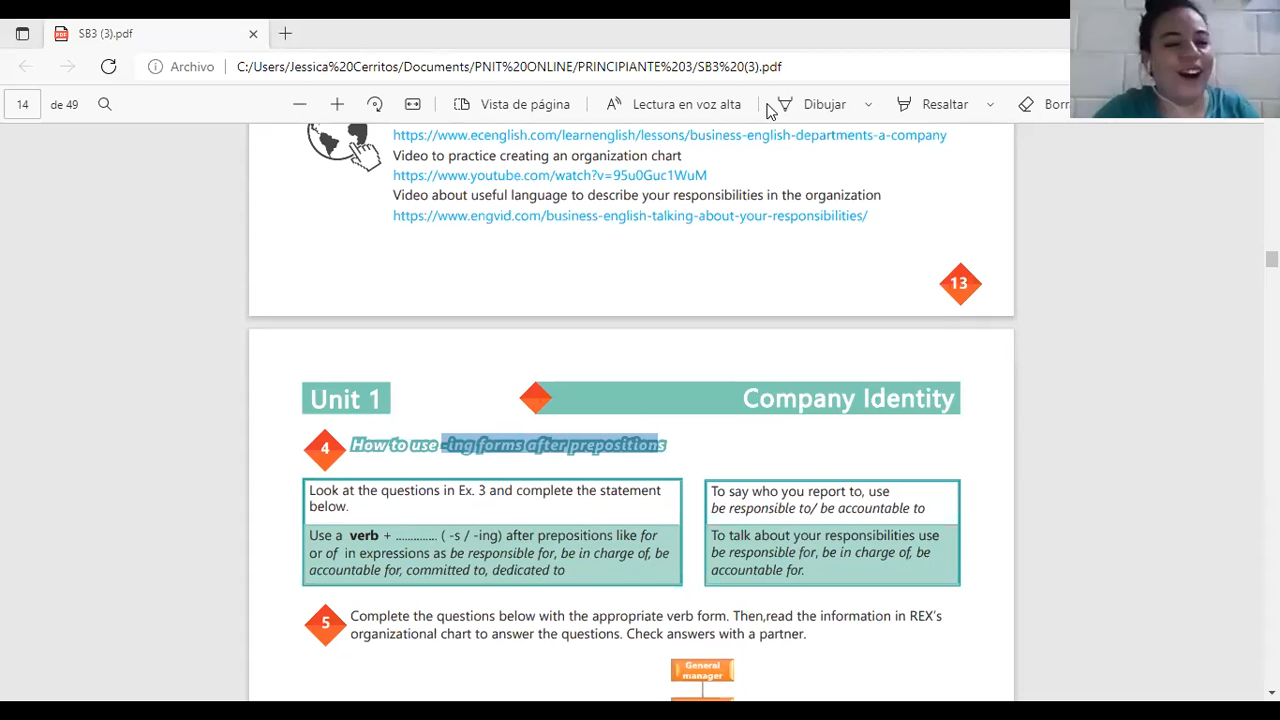 SB3 (3).pdf
Archivo
C:/Users/Jessica%20Cerritos/Documents/PNIT%20ONLINE/PRINCIPIANTE%203/SB3%20(3).pdf
14 de 49
Vista de página
Lectura en voz alta
Dibujar
Resaltar
Borr
https://www.ecenglish.com/learnenglish/lessons/business-english-departments-a-company
Video to practice creating an organization chart
https://www.youtube.com/watch?v=95u0Guc1WuM
Video about useful language to describe your responsibilities in the organization
https://www.engvid.com/business-english-talking-about-your-responsibilities/
13
Unit 1
Company Identity
4
How to use -ing forms after prepositions
Look at the questions in Ex. 3 and complete the statement
below.
Use a verb + .............. ( -s / -ing) after prepositions like for
or of in expressions as be responsible for, be in charge of, be
accountable for, committed to, dedicated to
To say who you report to, use
be responsible to/ be accountable to
To talk about your responsibilities use
be responsible for, be in charge of, be
accountable for.
5
Complete the questions below with the appropriate verb form. Then,read the information in REX's
organizational chart to answer the questions. Check answers with a partner.
General
manager